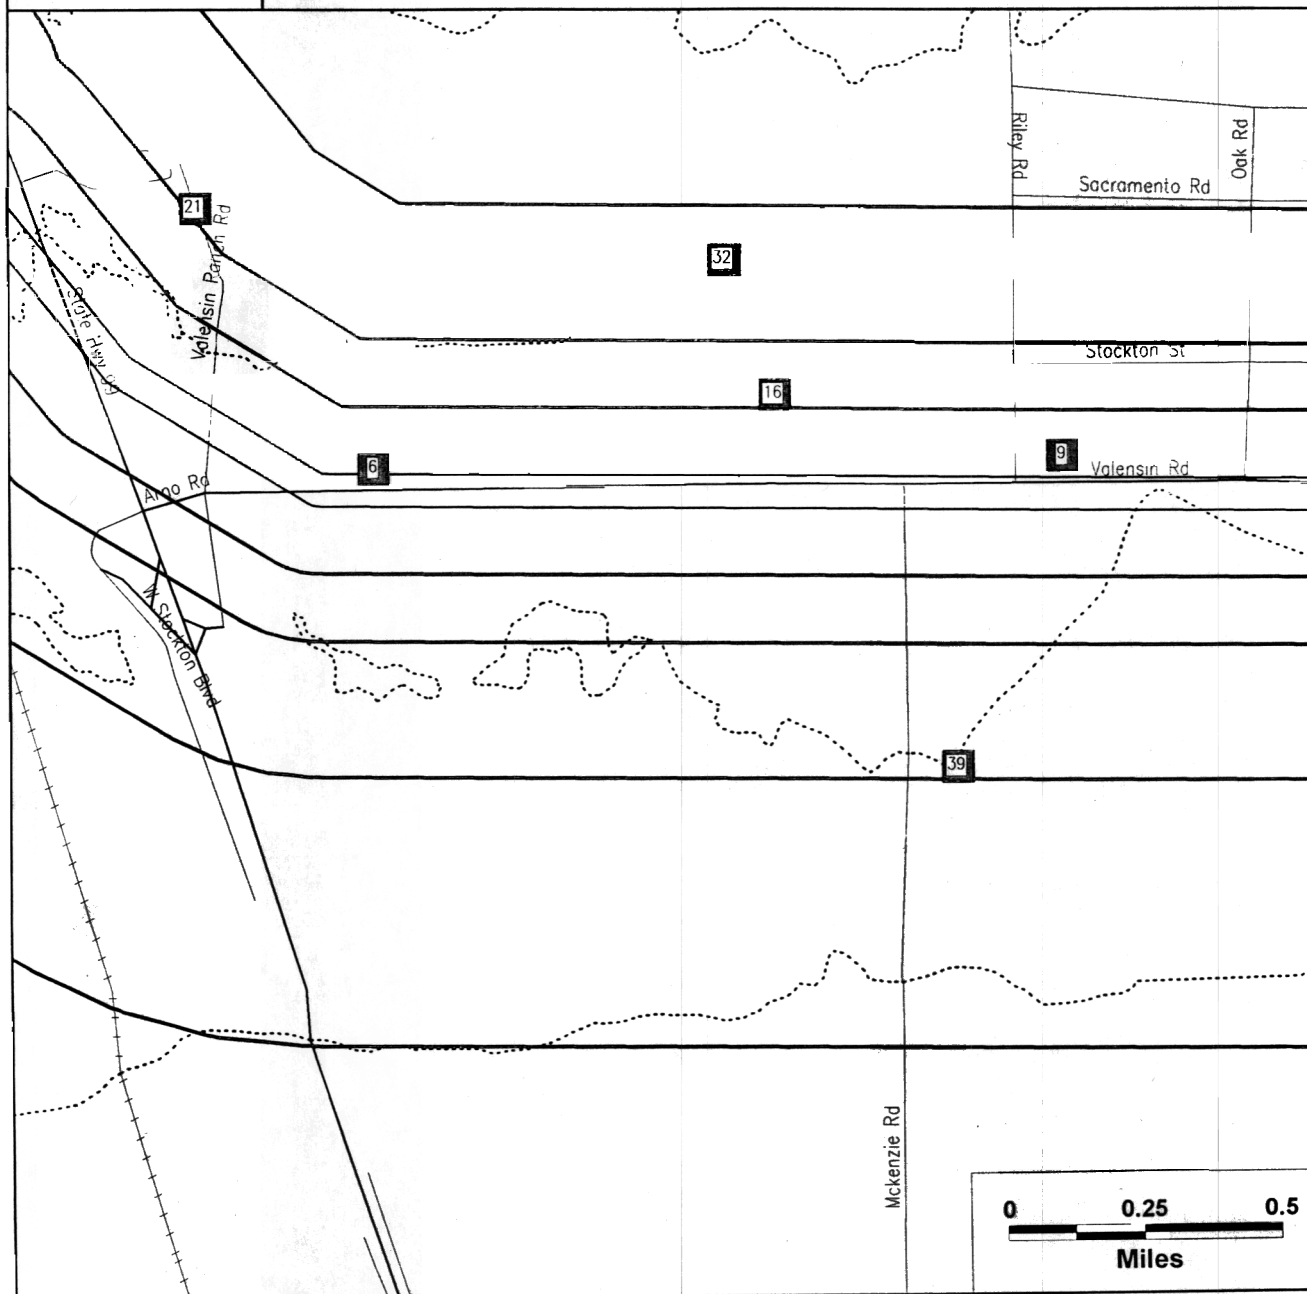 Riley Rd
Oak Rd
Sacramento Rd
21
Valensin Ranch Rd
32
State Hwy 99
Stockton St
16
6
9
Valensin Rd
Arno Rd
W Stockton Blvd
39
Mckenzie Rd
0 0.25 0.5
Miles